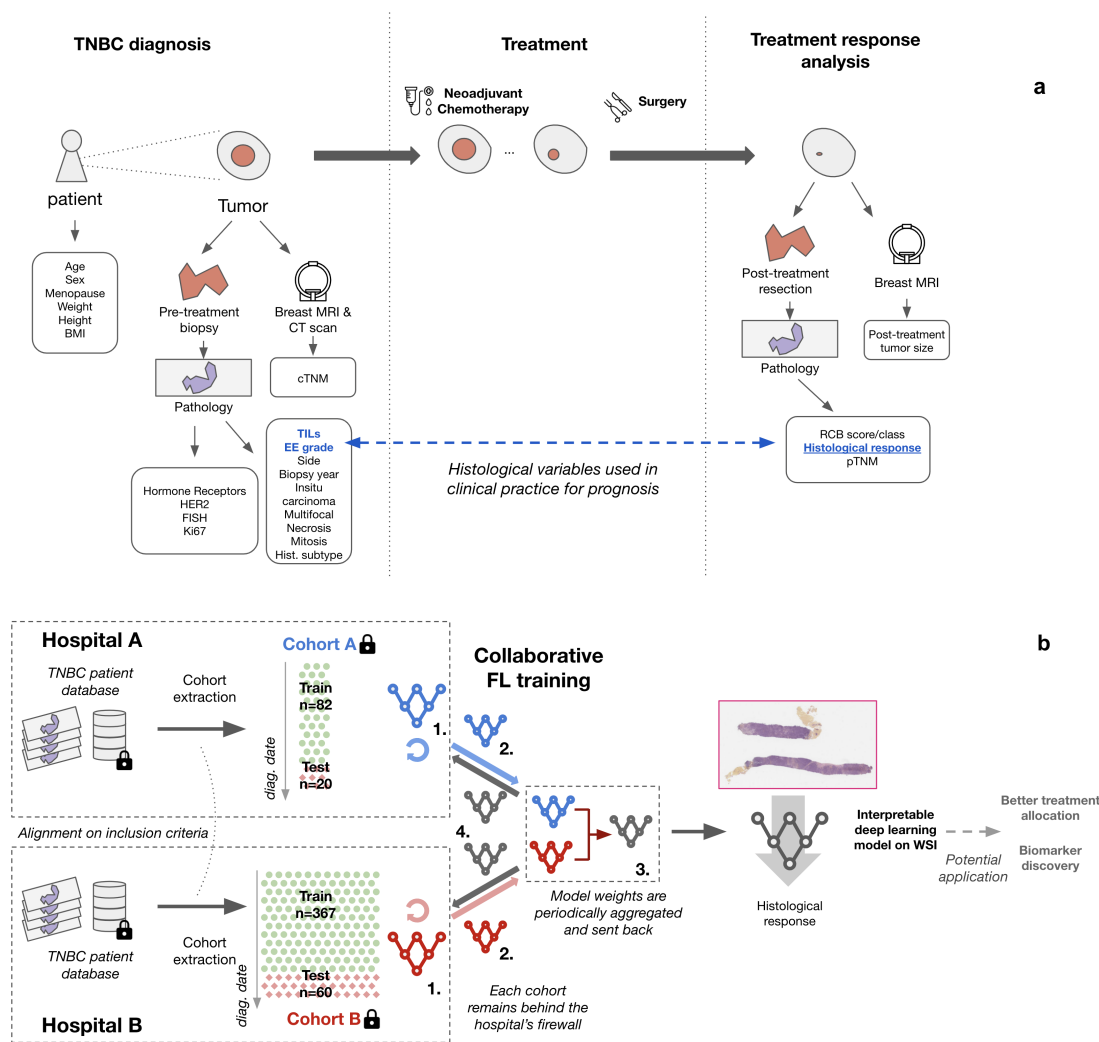 TNBC diagnosis
Treatment
Treatment response
analysis
a
Neoadjuvant
Chemotherapy
Surgery
...
patient
Tumor
Age
Sex
Menopause
Weight
Height
BMI
Pre-treatment
biopsy
Breast MRI &
CT scan
cTNM
Pathology
Hormone Receptors
HER2
FISH
Ki67
TILs
EE grade
Side
Biopsy year
Insitu
carcinoma
Multifocal
Necrosis
Mitosis
Hist. subtype
Histological variables used in
clinical practice for prognosis
Post-treatment
resection
Breast MRI
Pathology
Post-treatment
tumor size
RCB score/class
Histological response
pTNM
b
Hospital A
TNBC patient
database
Cohort
extraction
Cohort A
diag. date
Train
n=82
Test
n=20
1.
Collaborative
FL training
2.
Alignment on inclusion criteria
4.
3.
Model weights are
periodically aggregated
and sent back
Interpretable
deep learning
model on WSI
Histological
response
Potential
application
Better treatment
allocation
Biomarker
discovery
TNBC patient
database
Cohort
extraction
diag. date
Train
n=367
Test
n=60
Cohort B
1.
2.
Each cohort
remains behind the
hospital's firewall
Hospital B